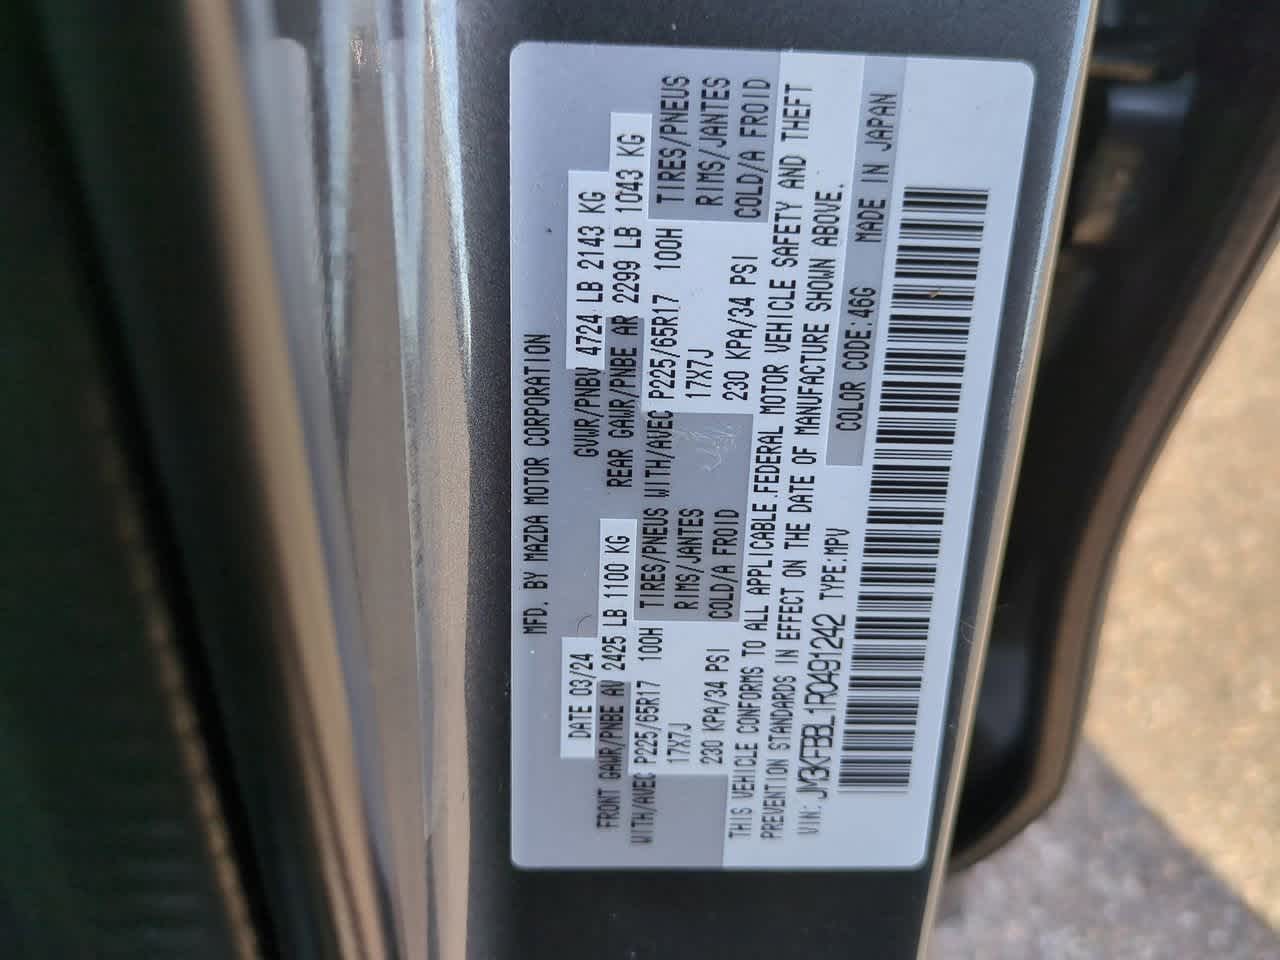 MFD. BY MAZDA MOTOR CORPORATION
DATE 03/24 GVWR/PNBV 4724 LB 2143 KG
FRONT GAWR/PNBE AV 2425 LB 1100 KG REAR GAWR/PNBE AR 2299 LB 1043 KG
WITH/AVEC P225/65R17 100H TIRES/PNEUS WITH/AVEC P225/65R17 100H TIRES/PNEUS
17X7J RIMS/JANTES 17X7J RIMS/JANTES
230 KPA/34 PSI COLD/A FROID 230 KPA/34 PSI COLD/A FROID
THIS VEHICLE CONFORMS TO ALL APPLICABLE FEDERAL MOTOR VEHICLE SAFETY AND THEFT
PREVENTION STANDARDS IN EFFECT ON THE DATE OF MANUFACTURE SHOWN ABOVE.
VIN: JM3KFBBL1R0491242 TYPE:MPV COLOR CODE:46G MADE IN JAPAN